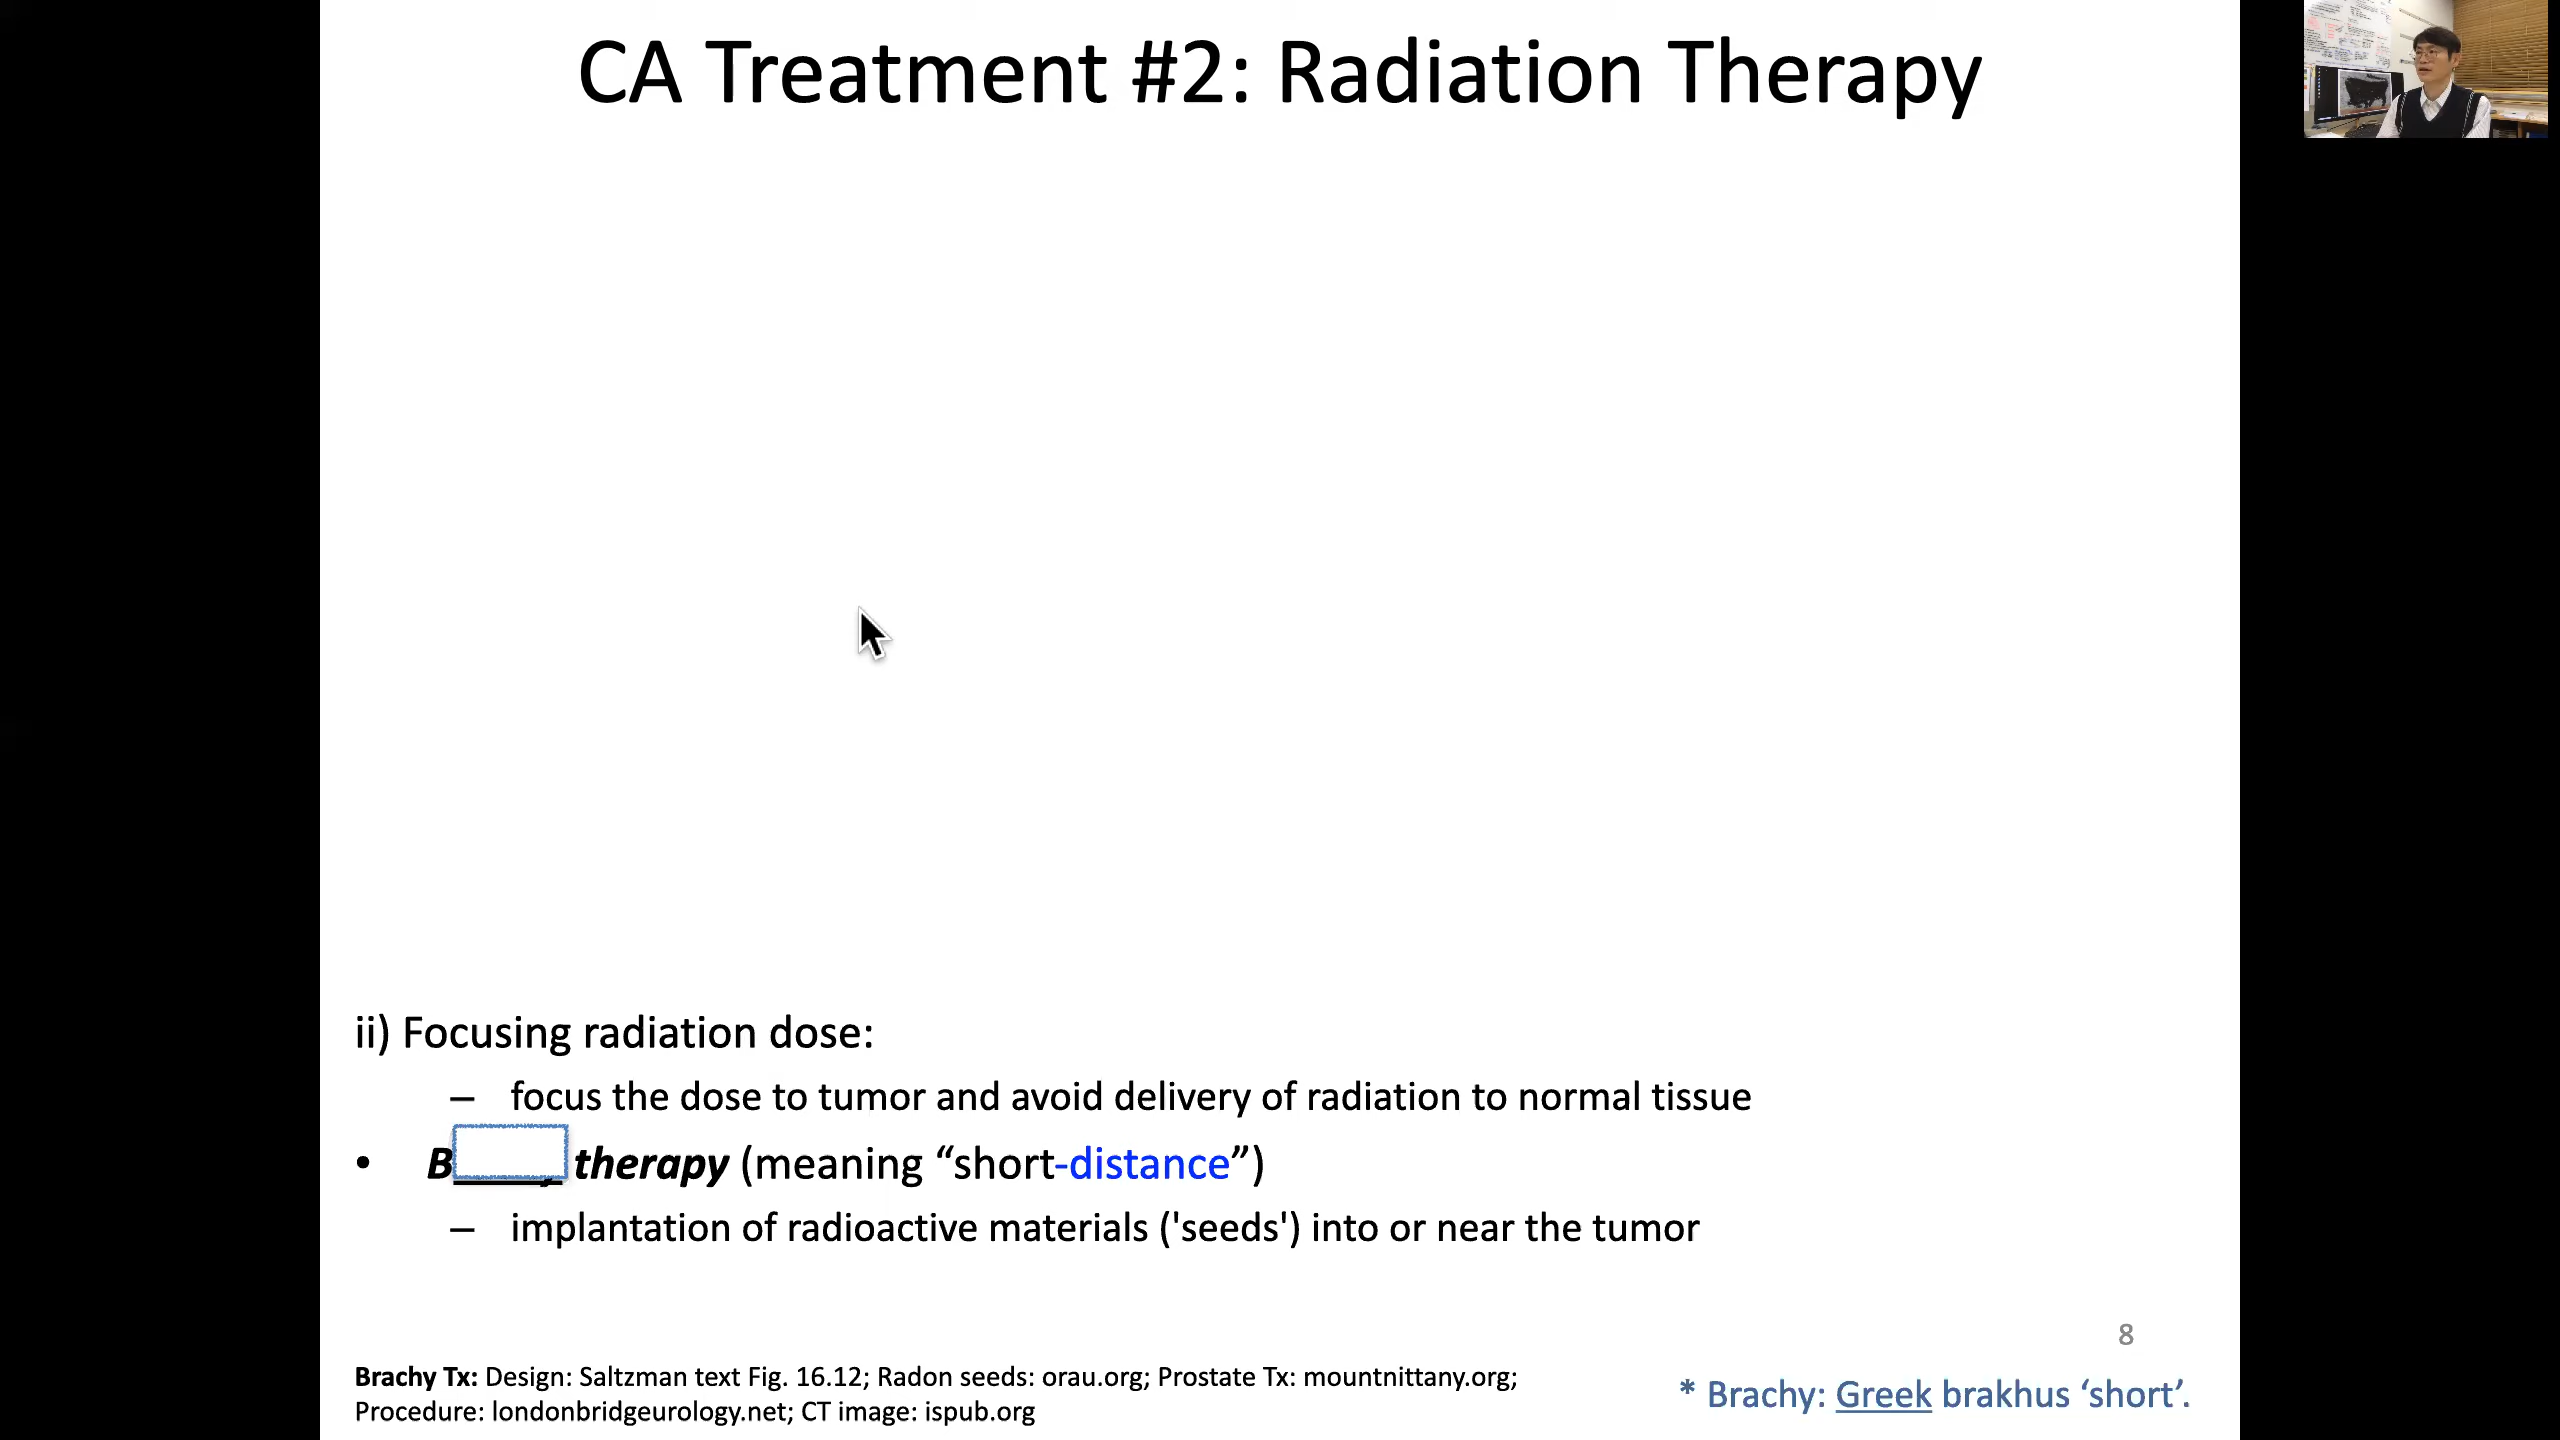 CA Treatment #2: Radiation Therapy
ii) Focusing radiation dose:
– focus the dose to tumor and avoid delivery of radiation to normal tissue
• B therapy (meaning “short-distance”)
– implantation of radioactive materials ('seeds') into or near the tumor
8
Brachy Tx: Design: Saltzman text Fig. 16.12; Radon seeds: orau.org; Prostate Tx: mountnittany.org;
Procedure: londonbridgeurology.net; CT image: ispub.org
* Brachy: Greek brakhus ‘short’.